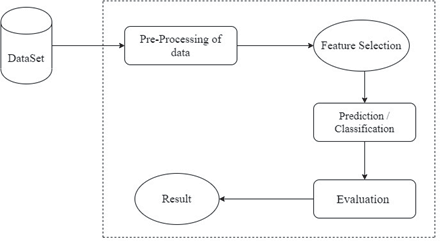 DataSet
Pre-Processing of
data
Feature Selection
Prediction /
Classification
Evaluation
Result